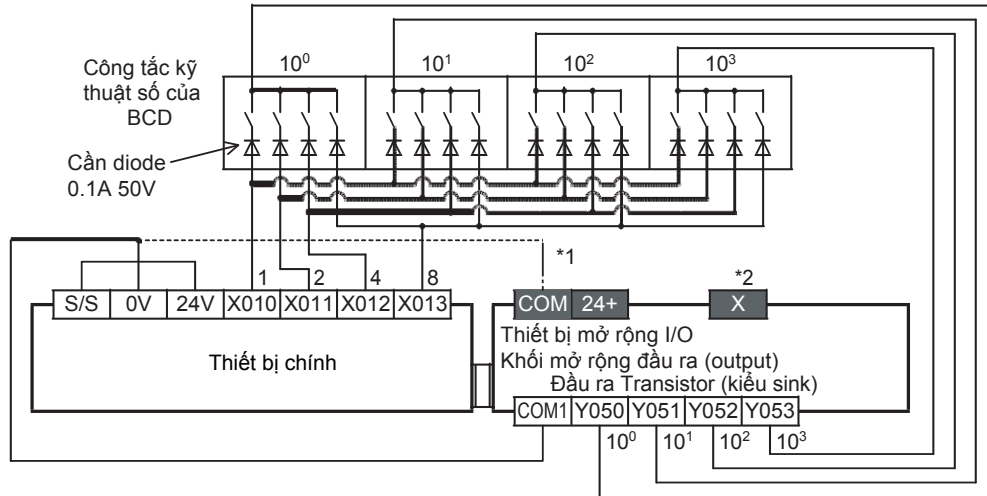 10⁰ 10¹ 10² 10³
Công tắc kỹ
thuật số của
BCD
Cần diode
0.1A 50V
*1
1 2 4 8 *2
S/S 0V 24V X010 X011 X012 X013 COM 24+ X
Thiết bị chính
Thiết bị mở rộng I/O
Khối mở rộng đầu ra (output)
Đầu ra Transistor (kiểu sink)
COM1 Y050 Y051 Y052 Y053
10⁰ 10¹ 10² 10³